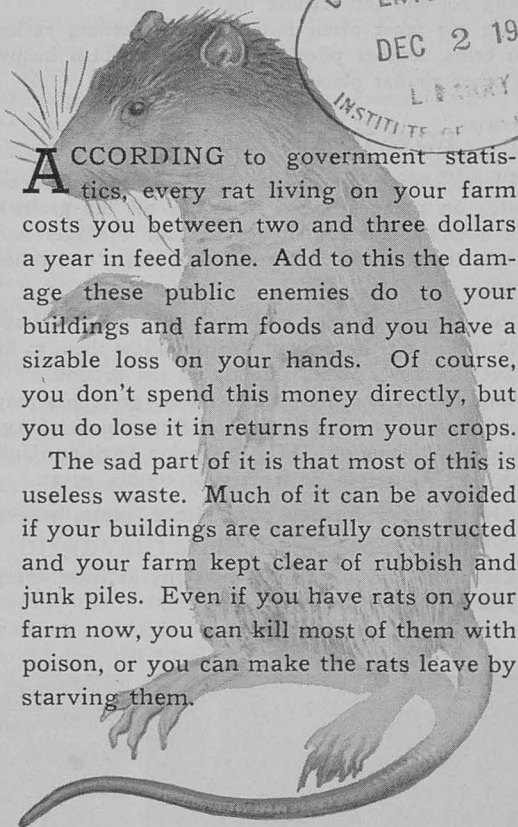 DEC 2 19
LIBRARY
INSTITUTE OF
ACCORDING to government statis-
tics, every rat living on your farm
costs you between two and three dollars
a year in feed alone. Add to this the dam-
age these public enemies do to your
buildings and farm foods and you have a
sizable loss on your hands. Of course,
you don't spend this money directly, but
you do lose it in returns from your crops.
The sad part of it is that most of this is
useless waste. Much of it can be avoided
if your buildings are carefully constructed
and your farm kept clear of rubbish and
junk piles. Even if you have rats on your
farm now, you can kill most of them with
poison, or you can make the rats leave by
starving them.